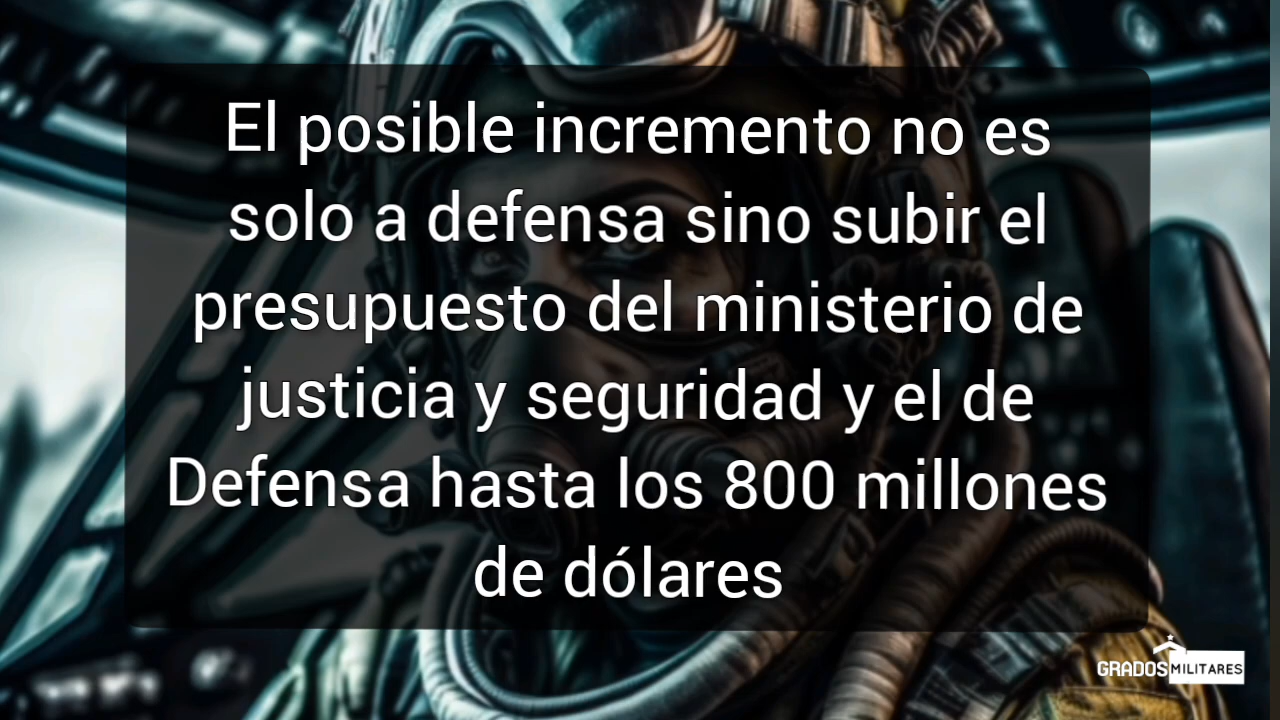 El posible incremento no es
solo a defensa sino subir el
presupuesto del ministerio de
justicia y seguridad y el de
Defensa hasta los 800 millones
de dólares
GRADOS MILITARES